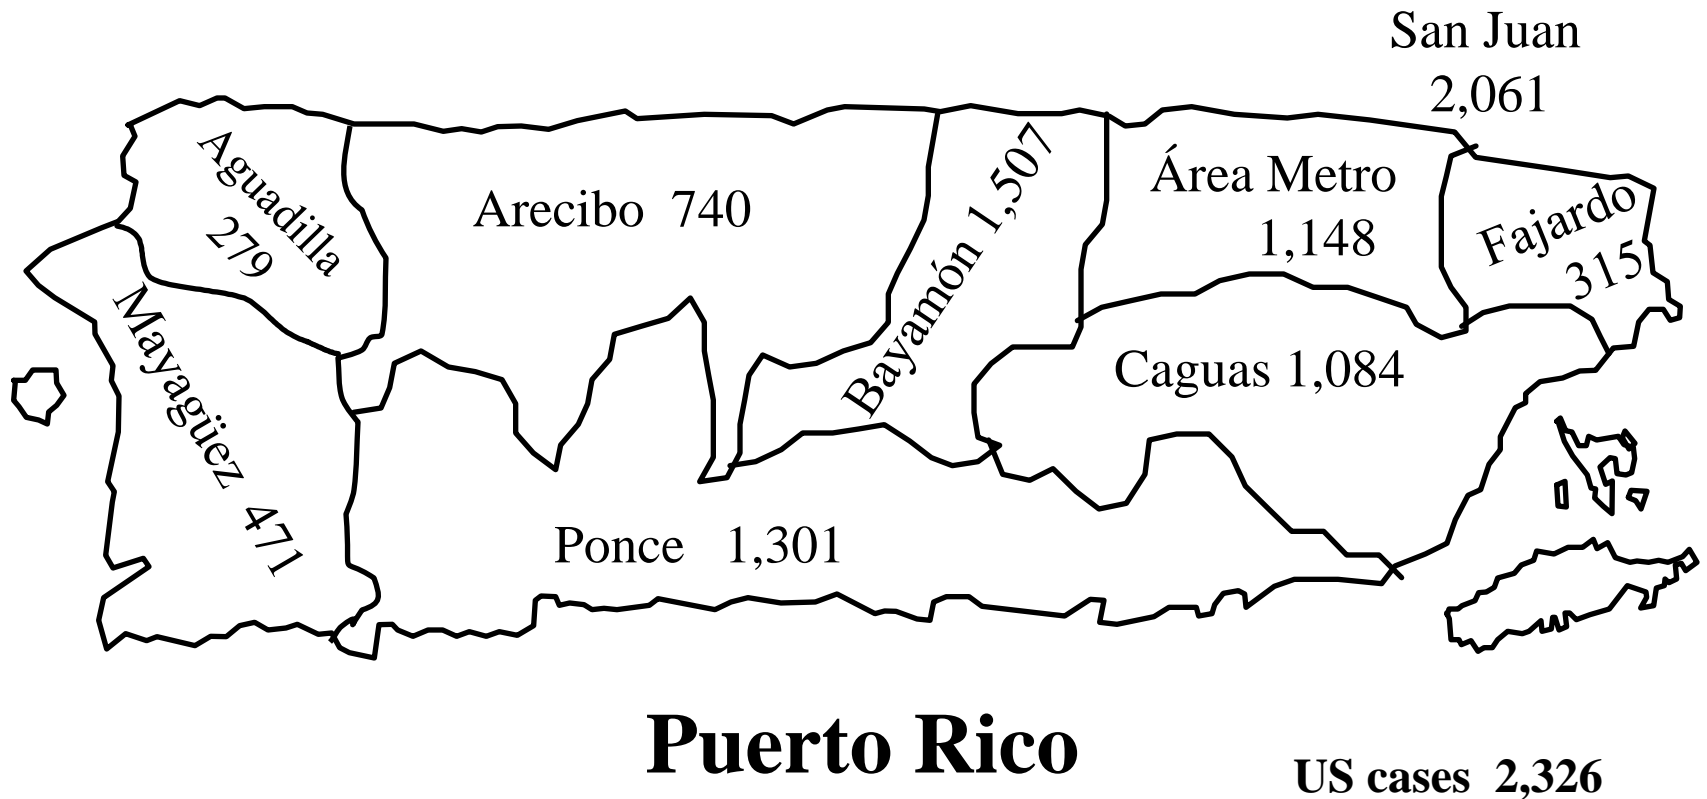 San Juan
2,061
Aguadilla
279
Arecibo 740
Bayamón 1,507
Área Metro
1,148
Fajardo
315
Mayagüez 471
Caguas 1,084
Ponce 1,301
Puerto Rico
US cases 2,326